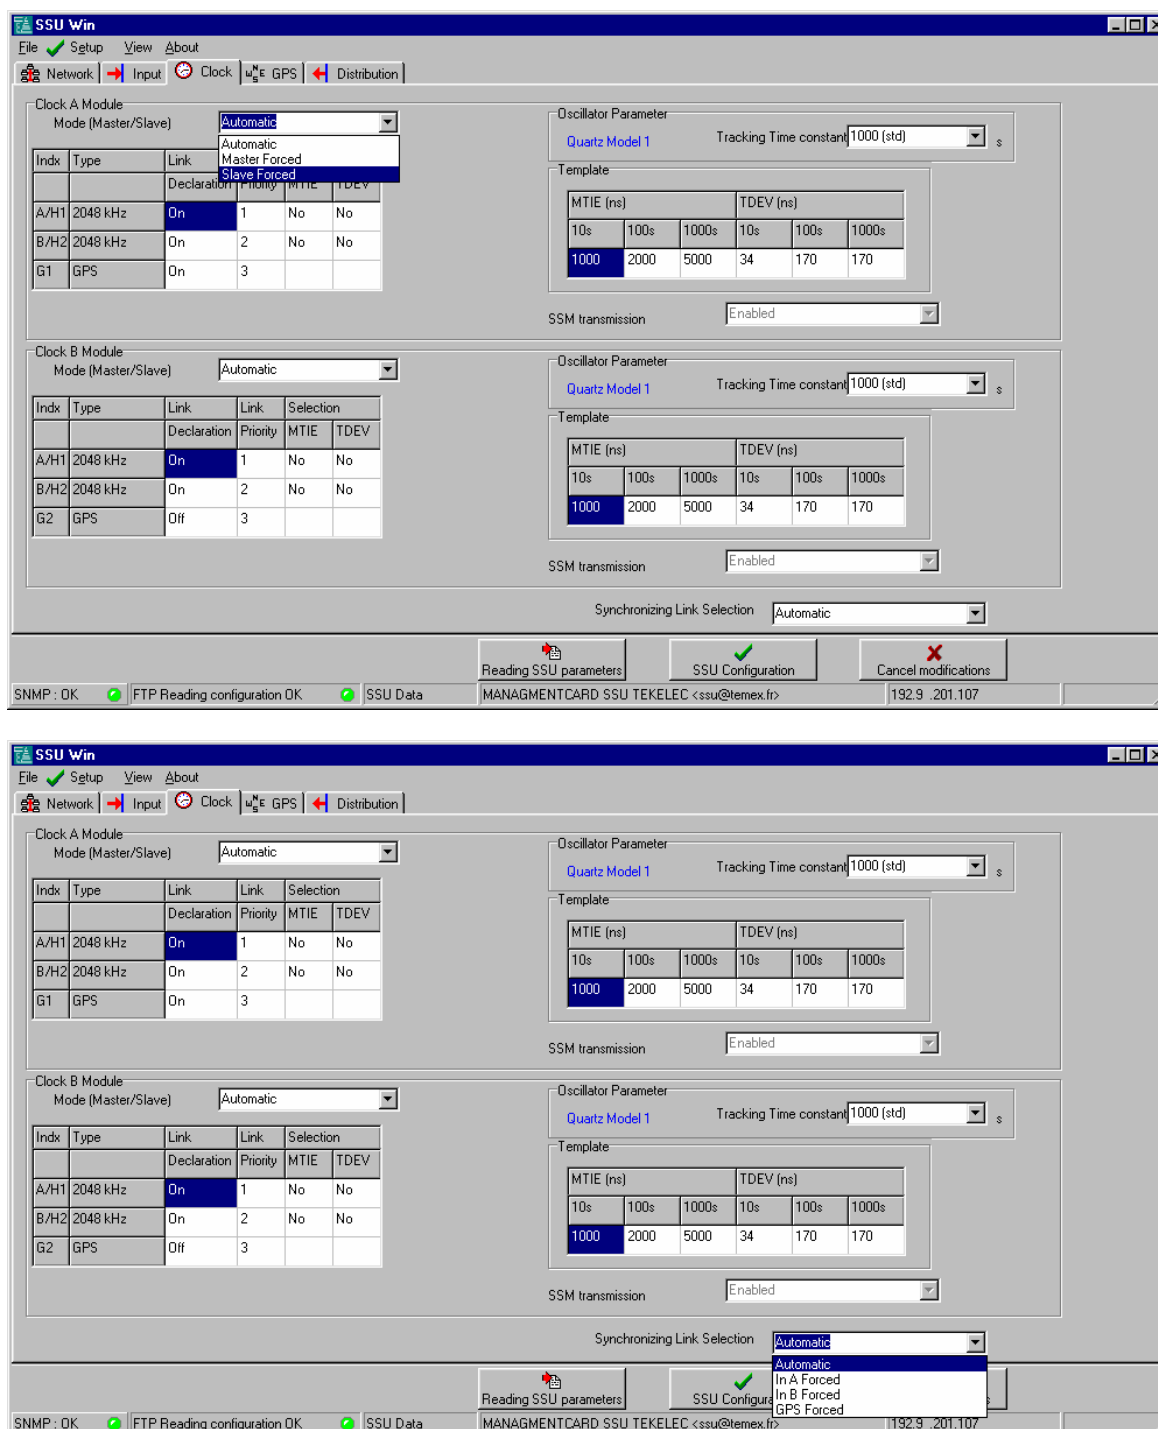 SSU Win
File Setup View About
Network Input Clock GPS Distribution
Clock A Module
Mode (Master/Slave) Automatic
Automatic
Master Forced
Slave Forced
Indx Type Link
Declaration Priority MTIE TDEV
A/H1 2048 kHz On 1 No No
B/H2 2048 kHz On 2 No No
G1 GPS On 3
Oscillator Parameter
Quartz Model 1 Tracking Time constant 1000 (std) s
Template
MTIE (ns) TDEV (ns)
10s 100s 1000s 10s 100s 1000s
1000 2000 5000 34 170 170
SSM transmission Enabled
Clock B Module
Mode (Master/Slave) Automatic
Indx Type Link Link Selection
Declaration Priority MTIE TDEV
A/H1 2048 kHz On 1 No No
B/H2 2048 kHz On 2 No No
G2 GPS Off 3
Oscillator Parameter
Quartz Model 1 Tracking Time constant 1000 (std) s
Template
MTIE (ns) TDEV (ns)
10s 100s 1000s 10s 100s 1000s
1000 2000 5000 34 170 170
SSM transmission Enabled
Synchronizing Link Selection Automatic
Reading SSU parameters SSU Configuration Cancel modifications
SNMP : OK FTP Reading configuration OK SSU Data MANAGMENTCARD SSU TEKELEC <ssu@temex.fr> 192.9 .201.107
SSU Win
File Setup View About
Network Input Clock GPS Distribution
Clock A Module
Mode (Master/Slave) Automatic
Indx Type Link Link Selection
Declaration Priority MTIE TDEV
A/H1 2048 kHz On 1 No No
B/H2 2048 kHz On 2 No No
G1 GPS On 3
Oscillator Parameter
Quartz Model 1 Tracking Time constant 1000 (std) s
Template
MTIE (ns) TDEV (ns)
10s 100s 1000s 10s 100s 1000s
1000 2000 5000 34 170 170
SSM transmission Enabled
Clock B Module
Mode (Master/Slave) Automatic
Indx Type Link Link Selection
Declaration Priority MTIE TDEV
A/H1 2048 kHz On 1 No No
B/H2 2048 kHz On 2 No No
G2 GPS Off 3
Oscillator Parameter
Quartz Model 1 Tracking Time constant 1000 (std) s
Template
MTIE (ns) TDEV (ns)
10s 100s 1000s 10s 100s 1000s
1000 2000 5000 34 170 170
SSM transmission Enabled
Synchronizing Link Selection Automatic
Automatic
In A Forced
In B Forced
GPS Forced
Reading SSU parameters SSU Configura s
SNMP : OK FTP Reading configuration OK SSU Data MANAGMENTCARD SSU TEKELEC <ssu@temex.fr> 192.9 .201.107